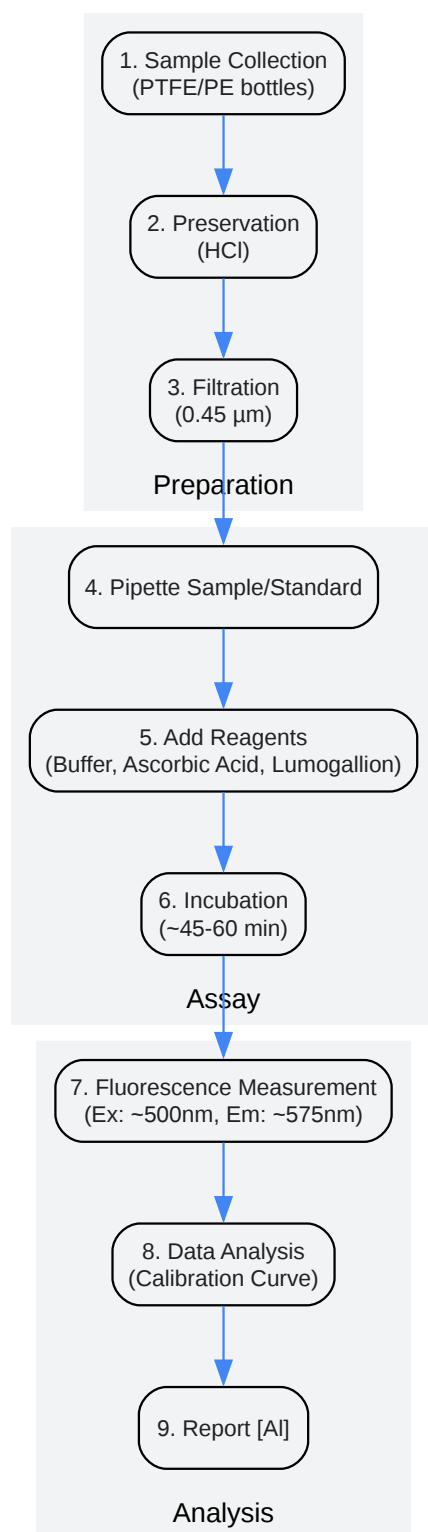 1. Sample Collection
(PTFE/PE bottles)
2. Preservation
(HCl)
3. Filtration
(0.45 µm)
Preparation
4. Pipette Sample/Standard
5. Add Reagents
(Buffer, Ascorbic Acid, Lumogallion)
6. Incubation
(~45-60 min)
Assay
7. Fluorescence Measurement
(Ex: ~500nm, Em: ~575nm)
8. Data Analysis
(Calibration Curve)
9. Report [Al]
Analysis